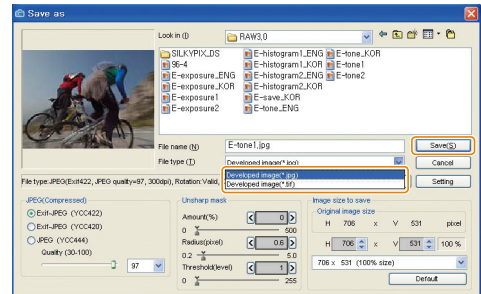 Save as
Look in (I)
RAW3,0
SILKYPIX_DS
96-4
E-exposure_ENG
E-exposure_KOR
E-exposure1
E-exposure2
E-histogram1_ENG
E-histogram1_KOR
E-histogram2_ENG
E-histogram2_KOR
E-save_KOR
E-tone_ENG
E-tone_KOR
E-tone1
E-tone2
File name (N)
E-tone1,jpg
Save(S)
File type (T)
Developed image(*.jpg)
Cancel
Developed image(*.jpg)
Developed image(*.tif)
File type:JPEG(Exif422, JPEG quality=97, 300dpi), Rotation:Valid,
Setting
JPEG(Compressed)
Exif-JPEG (YCC422)
Exif-JPEG (YCC420)
JPEG (YCC444)
Quality (30-100)
97
Unsharp mask
Amount(%)
0
0 500
Radius(pixel)
0.6
0.2 5.0
Threshold(level)
1
0 255
Image size to save
Original image size
H 706 x V 531 pixel
H 706 x V 531 100 %
706 x 531 (100% size)
Default